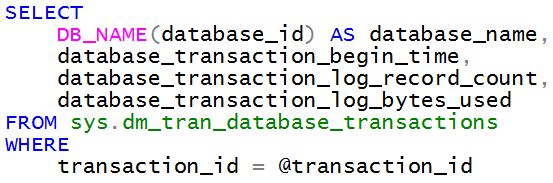 SELECT
DB_NAME(database_id) AS database_name,
database_transaction_begin_time,
database_transaction_log_record_count,
database_transaction_log_bytes_used
FROM sys.dm_tran_database_transactions
WHERE
transaction_id = @transaction_id